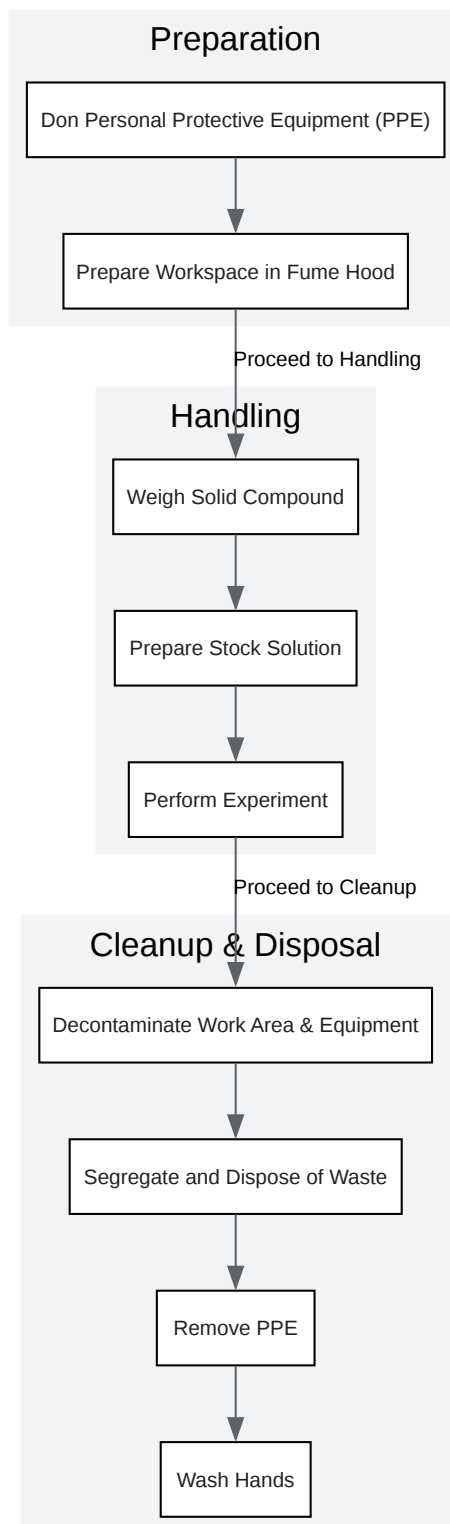 Preparation
Don Personal Protective Equipment (PPE)
Prepare Workspace in Fume Hood
Proceed to Handling
Handling
Weigh Solid Compound
Prepare Stock Solution
Perform Experiment
Proceed to Cleanup
Cleanup & Disposal
Decontaminate Work Area & Equipment
Segregate and Dispose of Waste
Remove PPE
Wash Hands